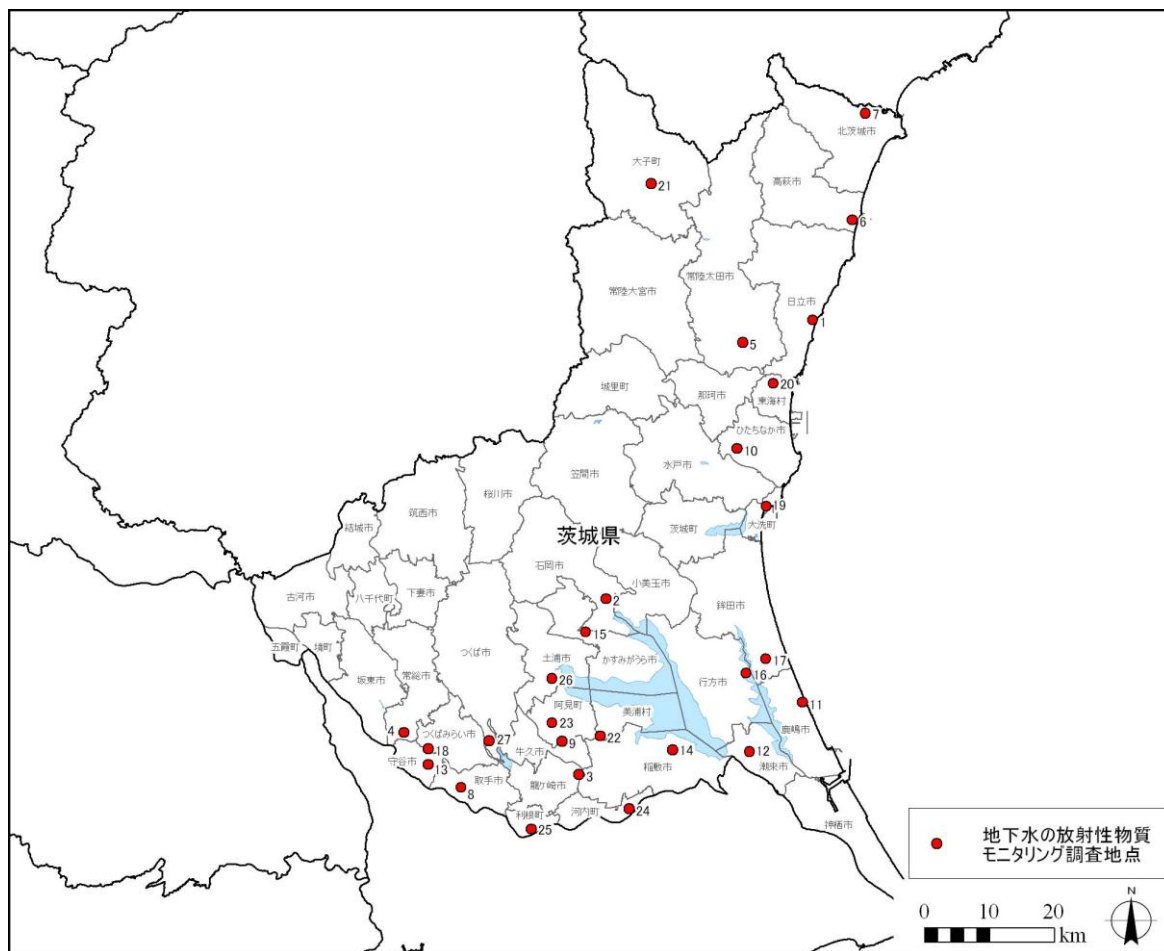 7
北茨城市
大子町
21
高萩市
6
常陸太田市
常陸大宮市
日立市
1
5
城里町
那珂市
20
東海村
ひたちなか市
10
水戸市
笠間市
桜川市
筑西市
結城市
19
大洗町
茨城町
茨城県
石岡市
小美玉市
2
鉾田市
古河市
八千代町
下妻市
15
五霞町
境町
つくば市
かすみがうら市
土浦市
17
16
26
行方市
坂東市
常総市
11
阿見町
美浦村
鹿嶋市
23
4
つくばみらい市
27
牛久市
9
22
14
12
18
守谷市
13
稲敷市
潮来市
取手市
8
龍ヶ崎市
3
利根町
河内町
24
25
神栖市
地下水の放射性物質
モニタリング調査地点
N
0 10 20
km